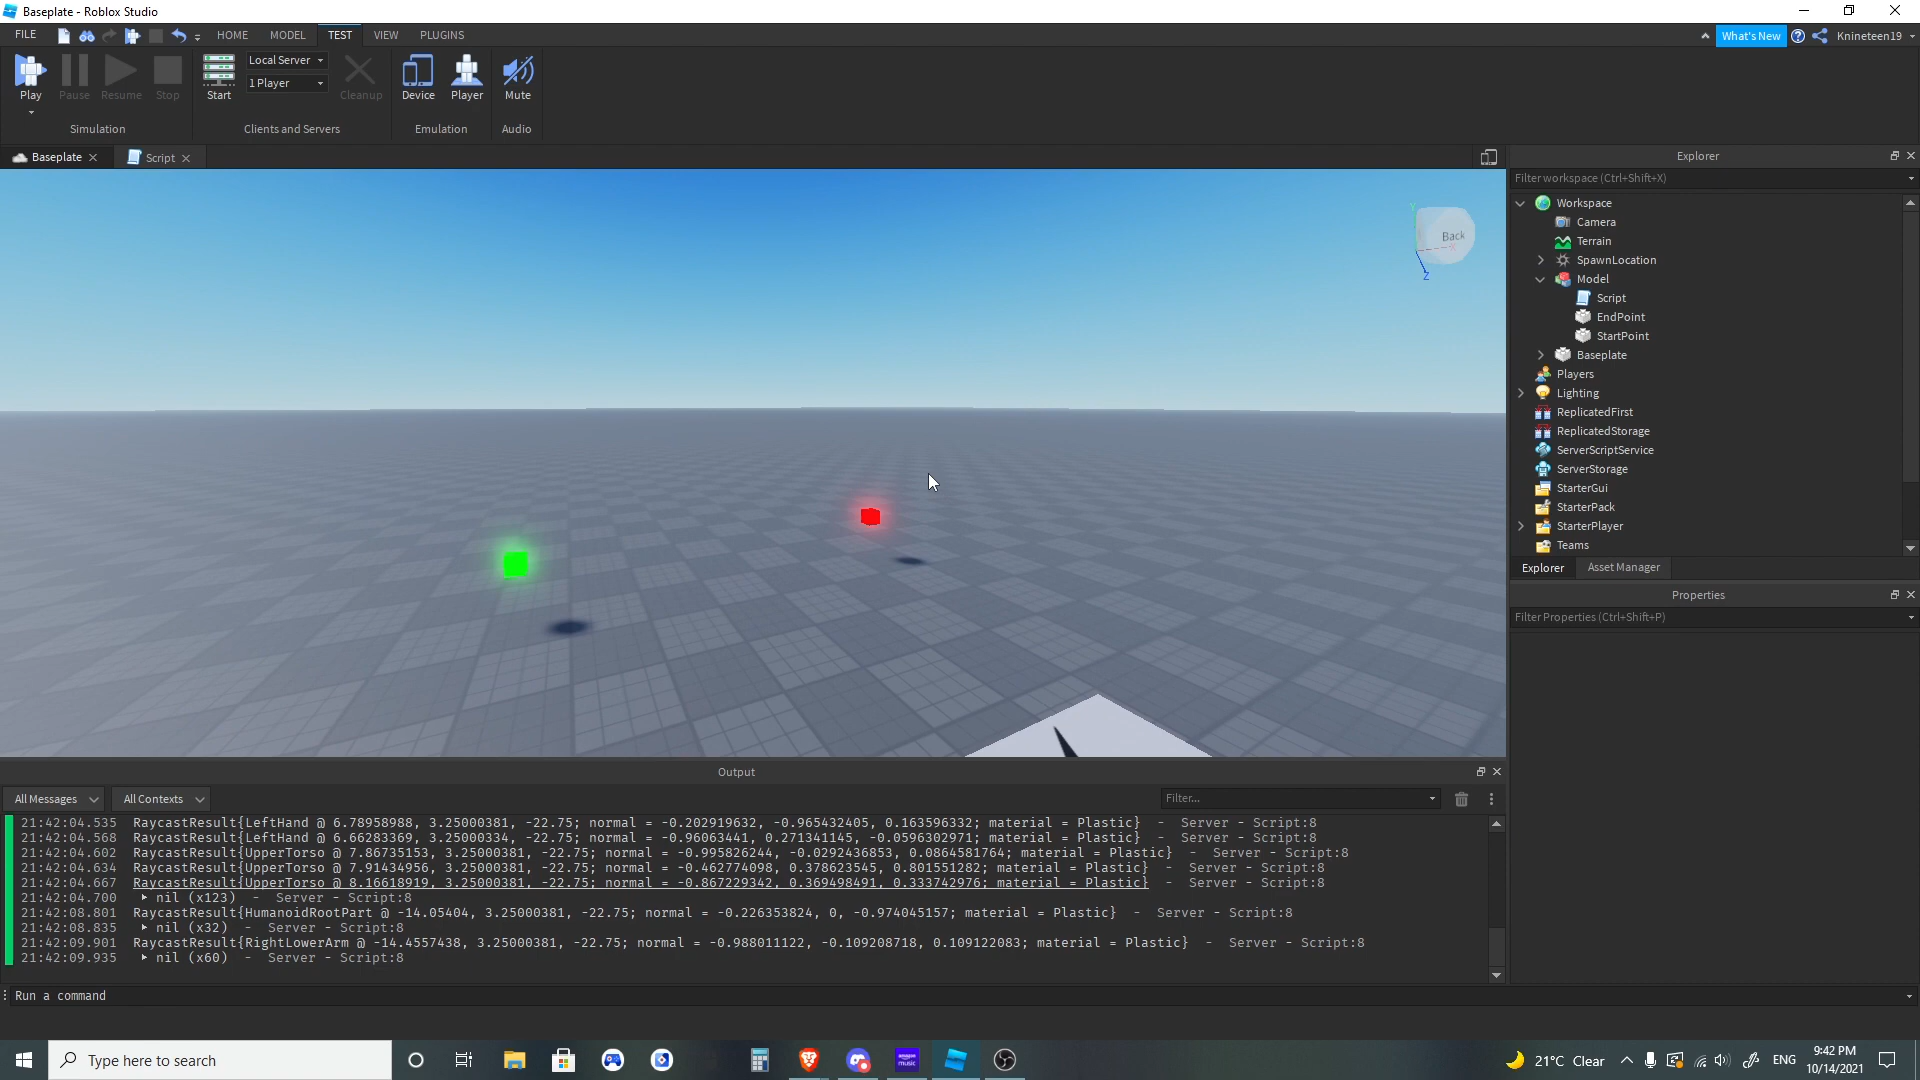 Baseplate - Roblox Studio
FILE
HOME
MODEL
TEST
VIEW
PLUGINS
What's New
Knineteen19
Play
Pause
Resume
Stop
Start
Local Server
1 Player
Cleanup
Device
Player
Mute
Simulation
Clients and Servers
Emulation
Audio
Baseplate
Script
Y
Back
X
Z
Explorer
Filter workspace (Ctrl+Shift+X)
Workspace
Camera
Terrain
SpawnLocation
Model
Script
EndPoint
StartPoint
Baseplate
Players
Lighting
ReplicatedFirst
ReplicatedStorage
ServerScriptService
ServerStorage
StarterGui
StarterPack
StarterPlayer
Teams
Explorer
Asset Manager
Properties
Filter Properties (Ctrl+Shift+P)
Output
All Messages
All Contexts
Filter...
21:42:04.535 RaycastResult{LeftHand @ 6.78958988, 3.25000381, -22.75; normal = -0.202919632, -0.965432405, 0.163596332; material = Plastic} - Server - Script:8
21:42:04.568 RaycastResult{LeftHand @ 6.66283369, 3.25000334, -22.75; normal = -0.96063441, 0.271341145, -0.0596302971; material = Plastic} - Server - Script:8
21:42:04.602 RaycastResult{UpperTorso @ 7.86735153, 3.25000381, -22.75; normal = -0.995826244, -0.0292436853, 0.0864581764; material = Plastic} - Server - Script:8
21:42:04.634 RaycastResult{UpperTorso @ 7.91434956, 3.25000381, -22.75; normal = -0.462774098, 0.378623545, 0.801551282; material = Plastic} - Server - Script:8
21:42:04.667 RaycastResult{UpperTorso @ 8.16618919, 3.25000381, -22.75; normal = -0.867229342, 0.369498491, 0.333742976; material = Plastic} - Server - Script:8
21:42:04.700 nil (x123) - Server - Script:8
21:42:08.801 RaycastResult{HumanoidRootPart @ -14.05404, 3.25000381, -22.75; normal = -0.226353824, 0, -0.974045157; material = Plastic} - Server - Script:8
21:42:08.835 nil (x32) - Server - Script:8
21:42:09.901 RaycastResult{RightLowerArm @ -14.4557438, 3.25000381, -22.75; normal = -0.988011122, -0.109208718, 0.109122083; material = Plastic} - Server - Script:8
21:42:09.935 nil (x60) - Server - Script:8
Run a command
Type here to search
amazon music
21°C Clear
ENG
9:42 PM
10/14/2021